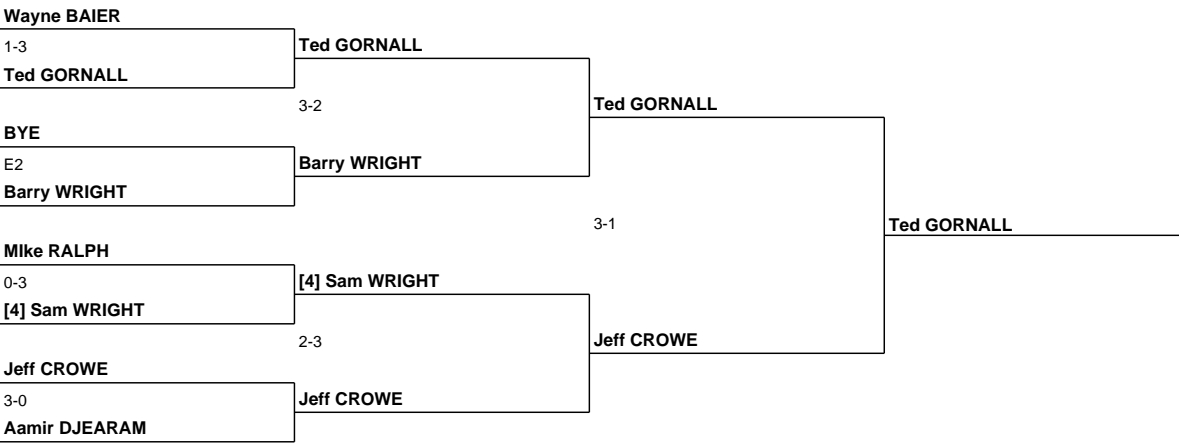 Wayne BAIER
1-3
Ted GORNALL
Ted GORNALL
3-2
Ted GORNALL
BYE
E2
Barry WRIGHT
Barry WRIGHT
3-1
Ted GORNALL
MIke RALPH
0-3
[4] Sam WRIGHT
[4] Sam WRIGHT
2-3
Jeff CROWE
Jeff CROWE
3-0
Jeff CROWE
Aamir DJEARAM